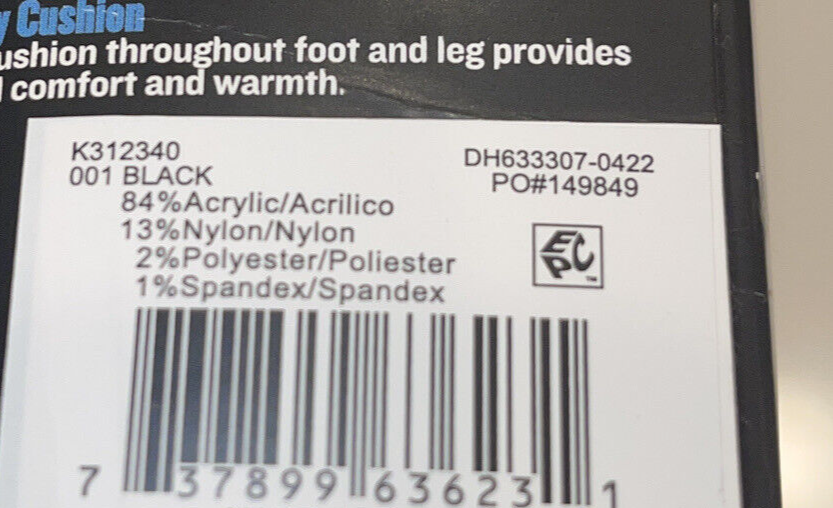 Cushion
ushion throughout foot and leg provides
comfort and warmth.
K312340
001 BLACK
84%Acrylic/Acrilico
13%Nylon/Nylon
2%Polyester/Poliester
1%Spandex/Spandex
DH633307-0422
PO#149849
EPC
7 37899 63623 1